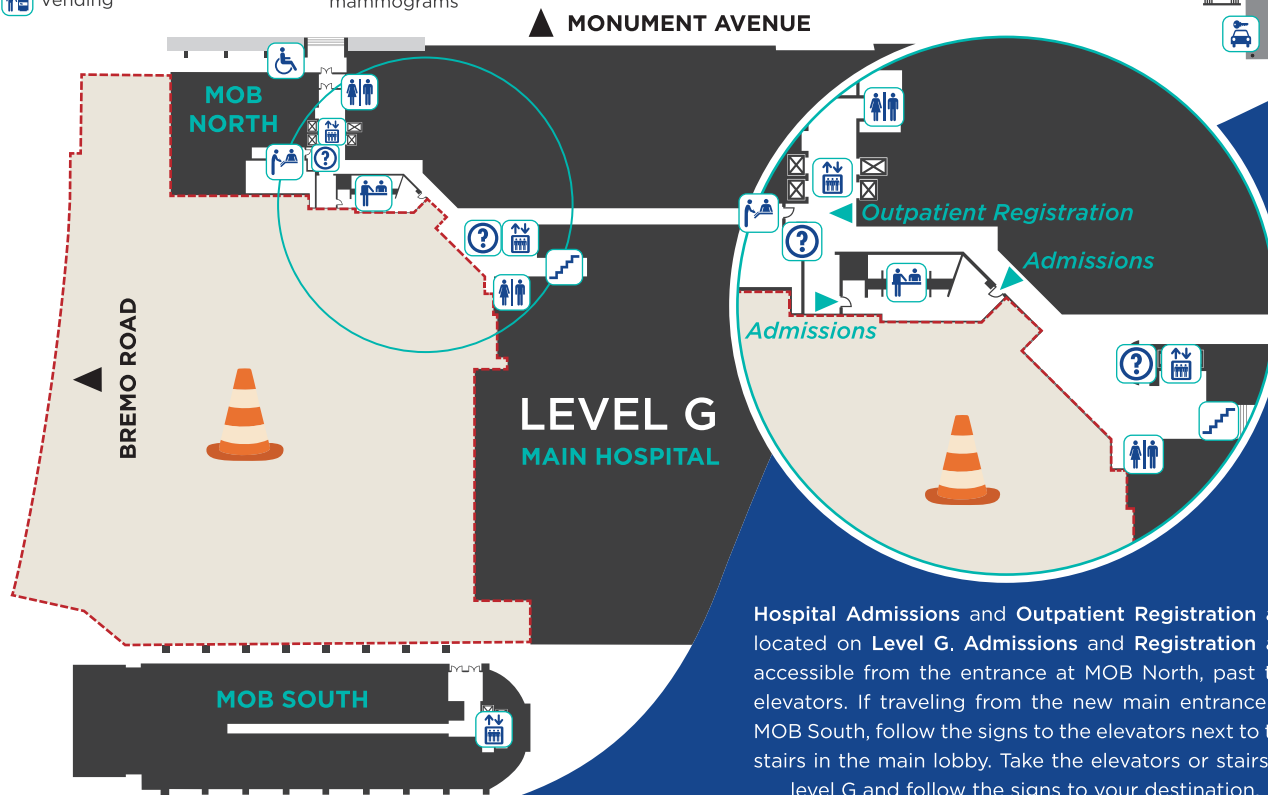 Vending
mammograms
MONUMENT AVENUE
MOB
NORTH
BREMO ROAD
LEVEL G
MAIN HOSPITAL
MOB SOUTH
Outpatient Registration
Admissions
Admissions
Hospital Admissions and Outpatient Registration
located on Level G. Admissions and Registration
accessible from the entrance at MOB North, past
elevators. If traveling from the new main entrance
MOB South, follow the signs to the elevators next to
stairs in the main lobby. Take the elevators or stairs
level G and follow the signs to your destination.